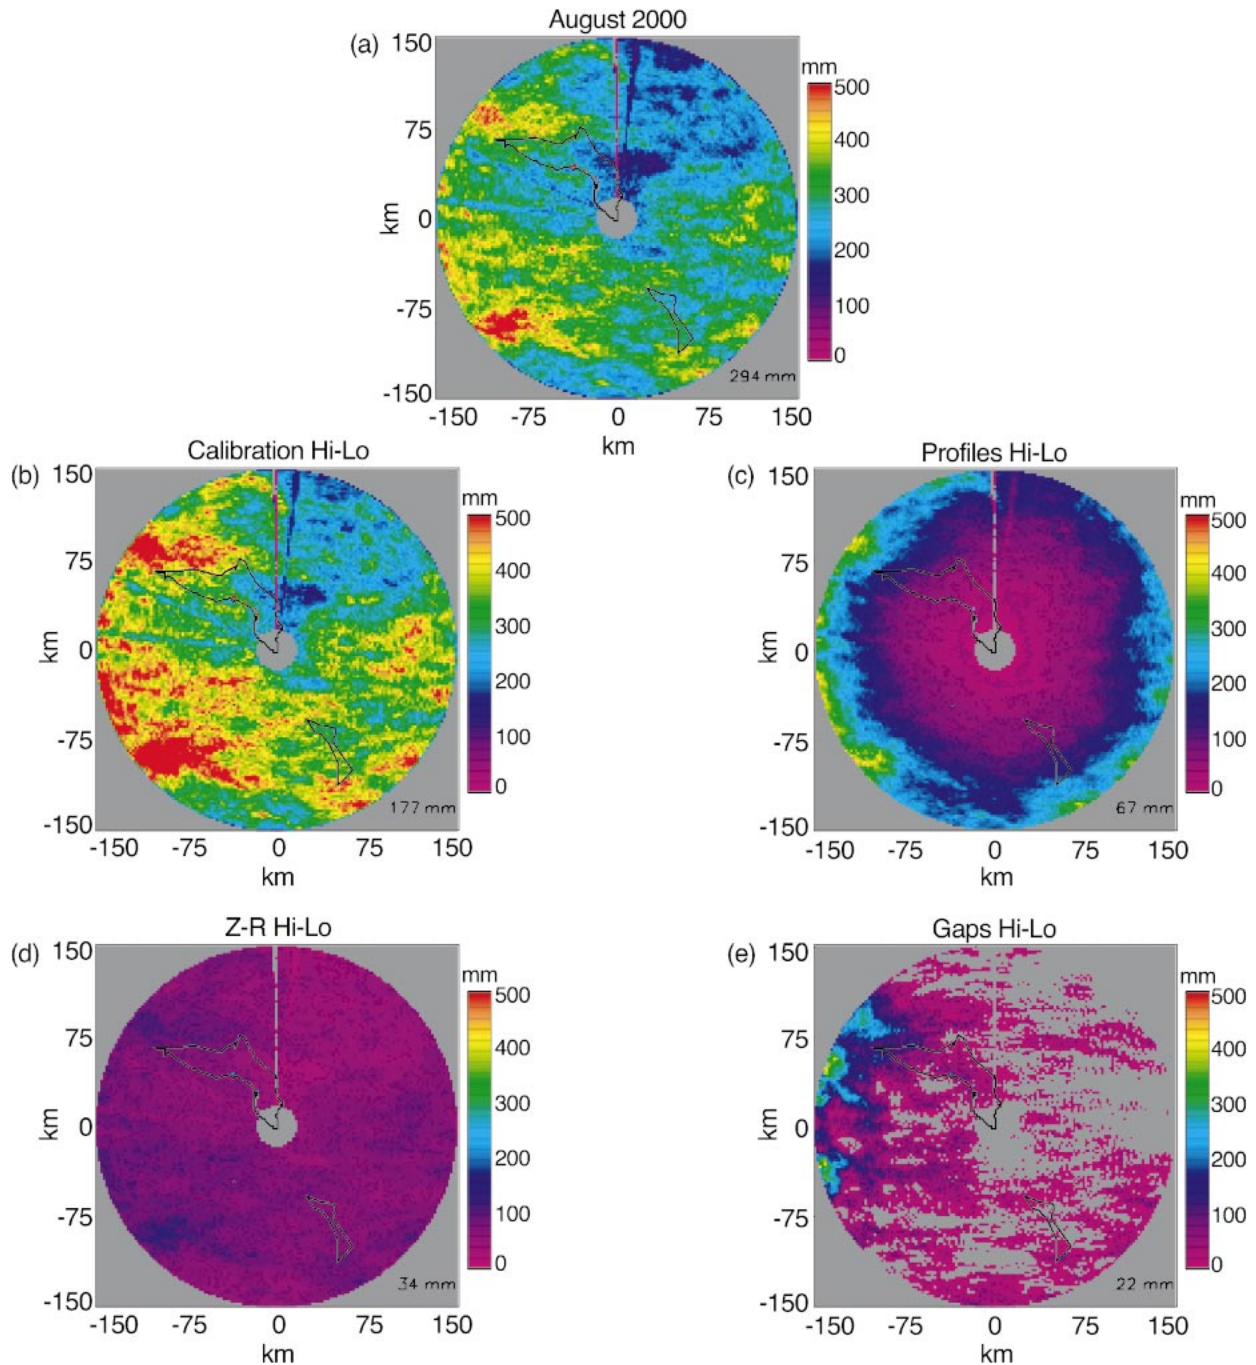 August 2000
(a)
150
75
km
0
-75
-150
-150 -75 0 75 150
km
mm
500
400
300
200
100
0
294 mm
Calibration Hi-Lo
(b)
150
75
km
0
-75
-150
-150 -75 0 75 150
km
mm
500
400
300
200
100
0
177 mm
Profiles Hi-Lo
(c)
150
75
km
0
-75
-150
-150 -75 0 75 150
km
mm
500
400
300
200
100
0
67 mm
Z-R Hi-Lo
(d)
150
75
km
0
-75
-150
-150 -75 0 75 150
km
mm
500
400
300
200
100
0
34 mm
Gaps Hi-Lo
(e)
150
75
km
0
-75
-150
-150 -75 0 75 150
km
mm
500
400
300
200
100
0
22 mm